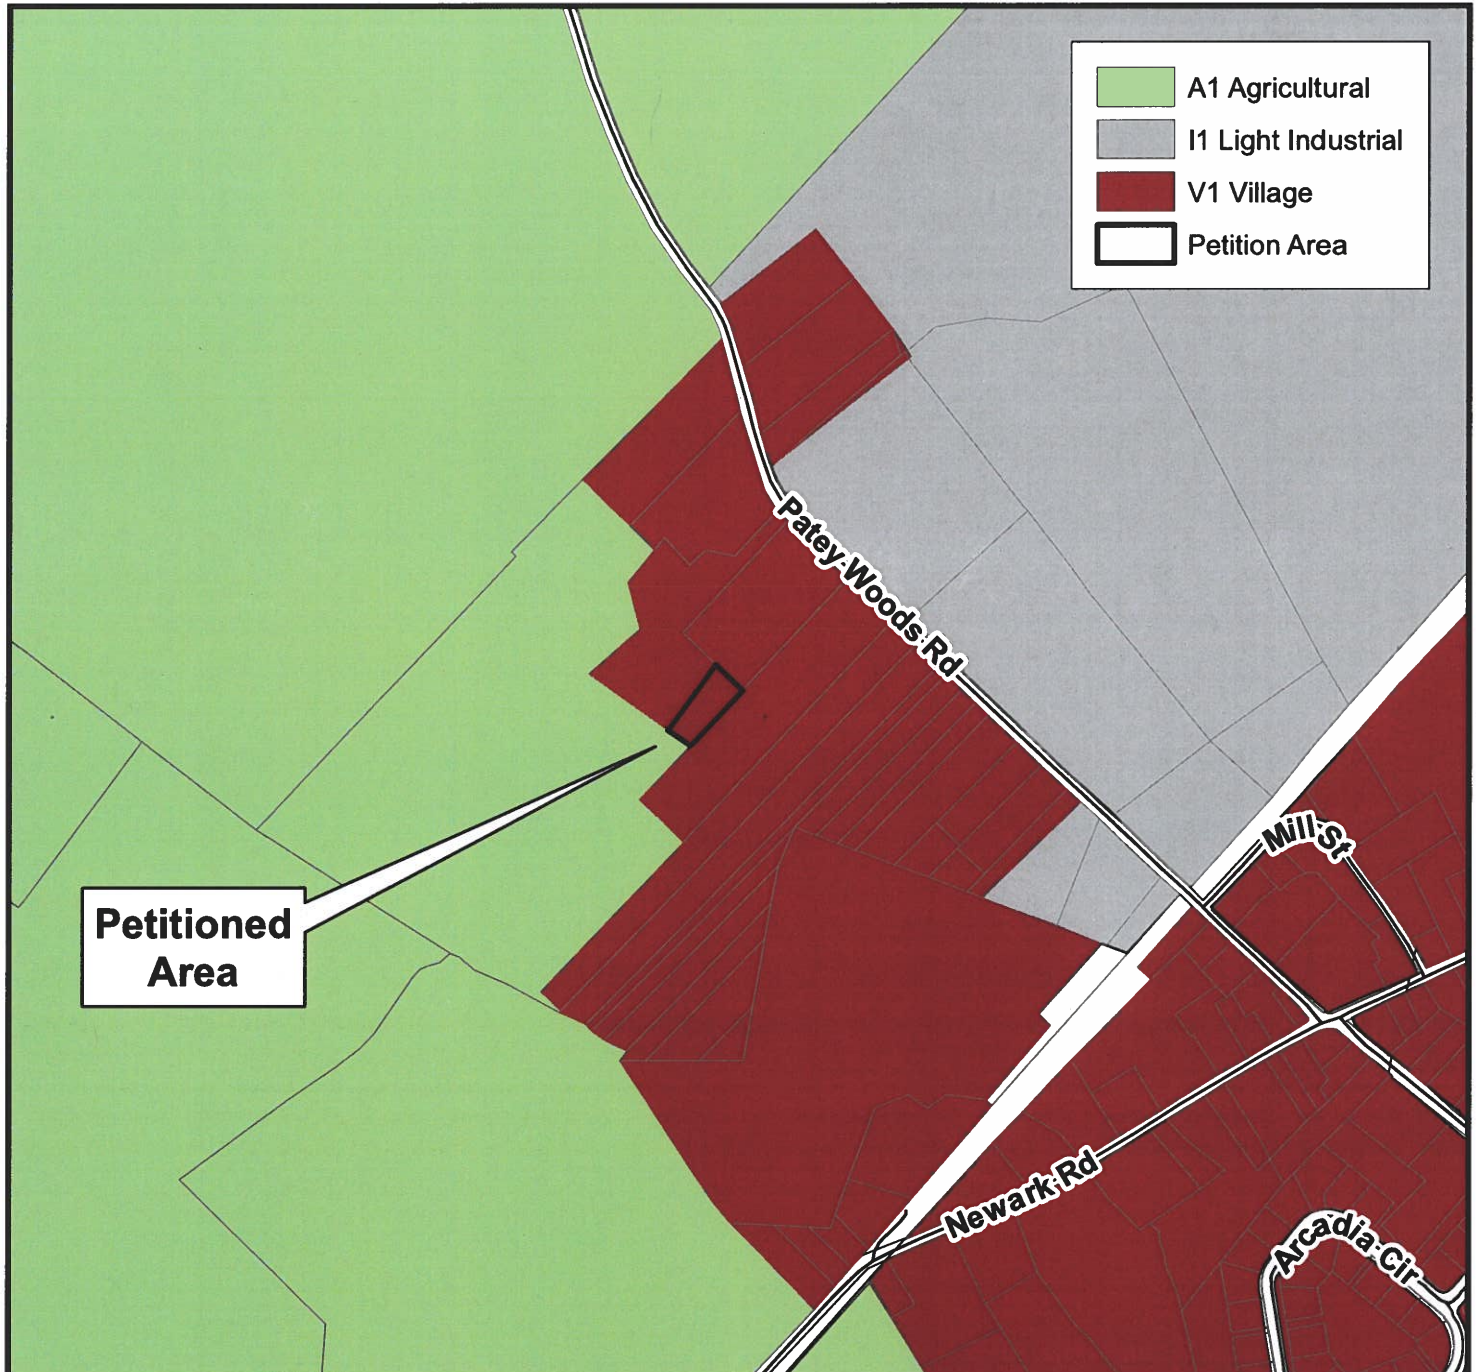 A1 Agricultural
I1 Light Industrial
V1 Village
Petition Area
Patey Woods Rd
Mill St
Petitioned
Area
Newark Rd
Arcadia Cir